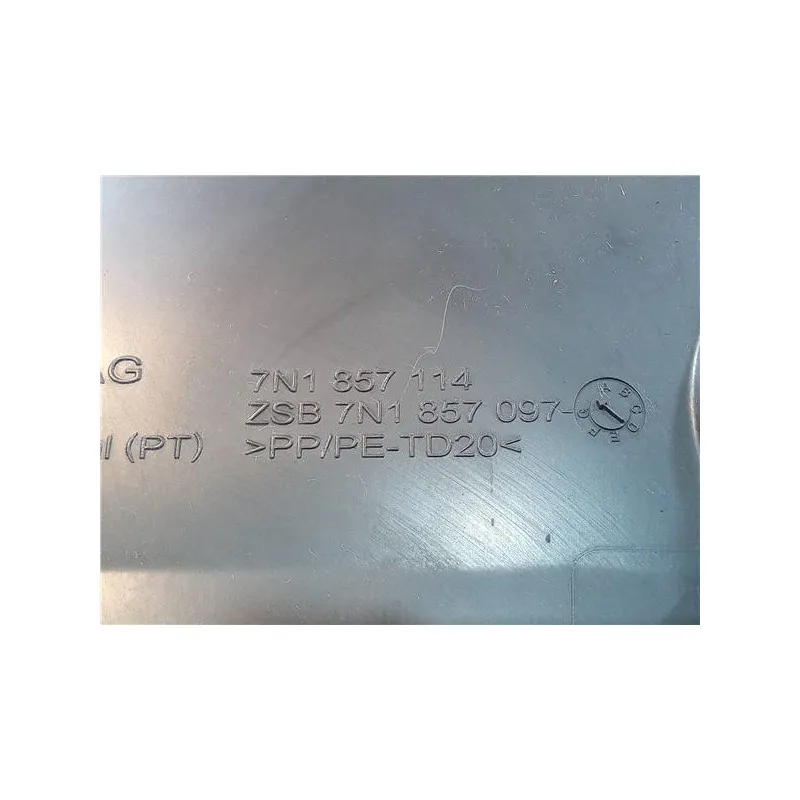 AG
7N1 857 114
ZSB 7N1 857 097-
(PT)
>PP/PE-TD20<
A B C D E F G